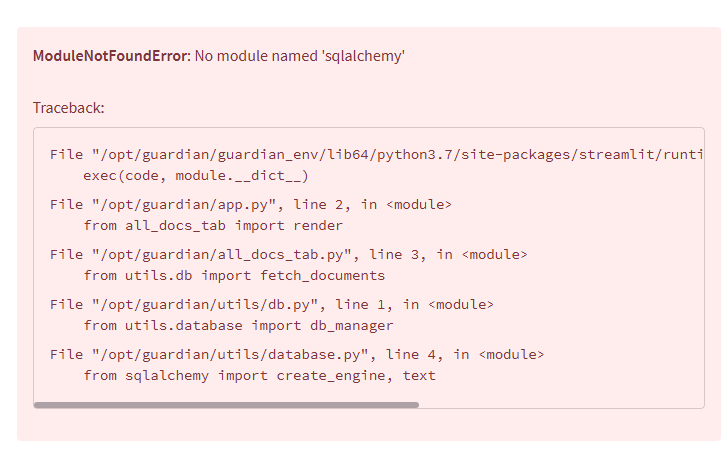 ModuleNotFoundError: No module named 'sqlalchemy'
Traceback:
File "/opt/guardian/guardian_env/lib64/python3.7/site-packages/streamlit/runti
exec(code, module.__dict__)
File "/opt/guardian/app.py", line 2, in <module>
from all_docs_tab import render
File "/opt/guardian/all_docs_tab.py", line 3, in <module>
from utils.db import fetch_documents
File "/opt/guardian/utils/db.py", line 1, in <module>
from utils.database import db_manager
File "/opt/guardian/utils/database.py", line 4, in <module>
from sqlalchemy import create_engine, text